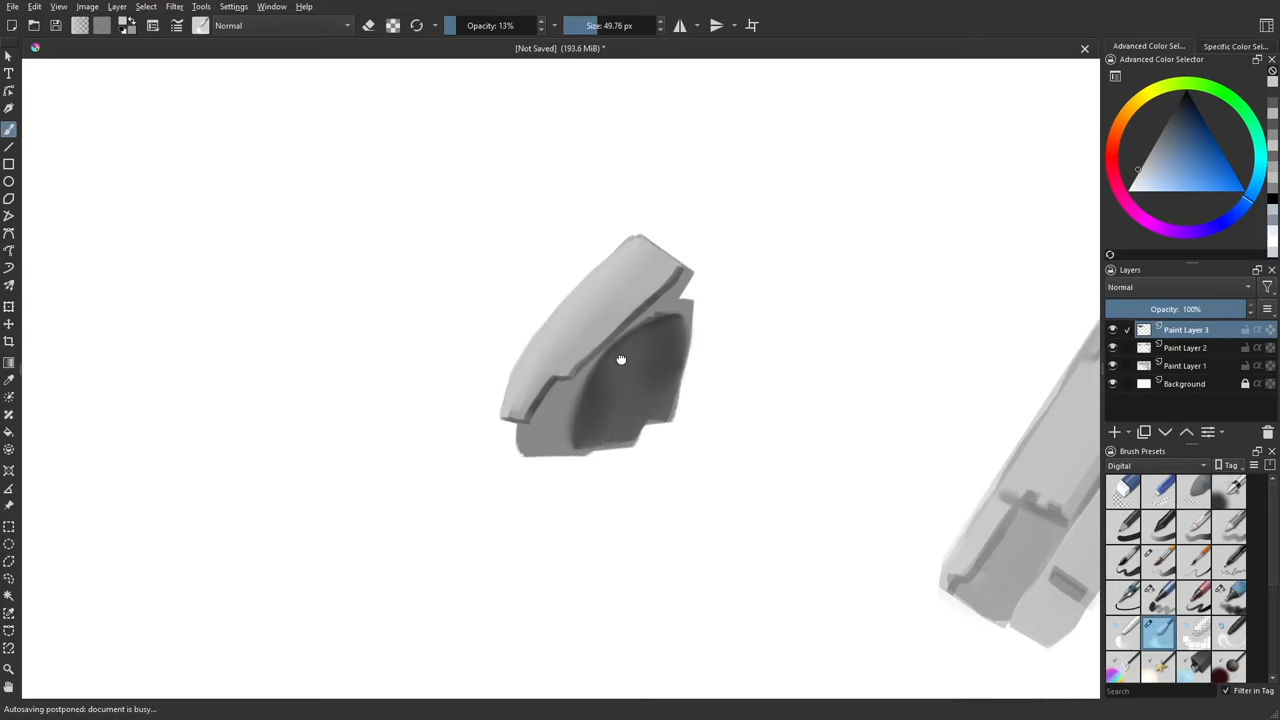 File Edit View Image Layer Select Filter Tools Settings Window Help
Normal Opacity: 13% Size: 49.76 px
[Not Saved] (193.6 MiB) *
Advanced Color Sel... Specific Color Sel...
Advanced Color Selector
Layers
Normal
Opacity: 100%
Paint Layer 3
Paint Layer 2
Paint Layer 1
Background
Brush Presets
Digital Tag
Search Filter in Tag
Autosaving postponed: document is busy...